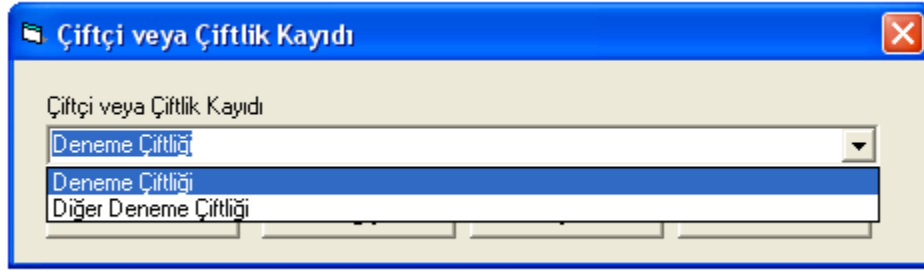 Çiftçi veya Çiftlik Kayıdı
Çiftçi veya Çiftlik Kayıdı
Deneme Çiftliği
Deneme Çiftliği
Diğer Deneme Çiftliği